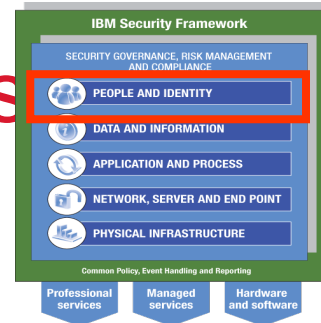 IBM Security Framework
SECURITY GOVERNANCE, RISK MANAGEMENT
AND COMPLIANCE
S
PEOPLE AND IDENTITY
DATA AND INFORMATION
APPLICATION AND PROCESS
NETWORK, SERVER AND END POINT
PHYSICAL INFRASTRUCTURE
Common Policy, Event Handling and Reporting
Professional services
Managed services
Hardware and software